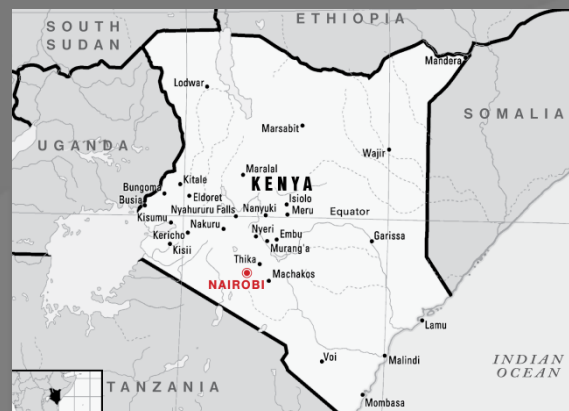 SOUTH
SUDAN
ETHIOPIA
Mandera
Lodwar
SOMALIA
Marsabit
UGANDA
Wajir
Maralal
Kitale
KENYA
Bungoma
Eldoret
Isiolo
Busia
Nyahururu Falls
Nanyuki
Meru
Equator
Kisumu
Nakuru
Nyeri
Embu
Garissa
Kericho
Murang'a
Kisii
Thika
Machakos
NAIROBI
Lamu
Voi
Malindi
INDIAN
OCEAN
TANZANIA
Mombasa